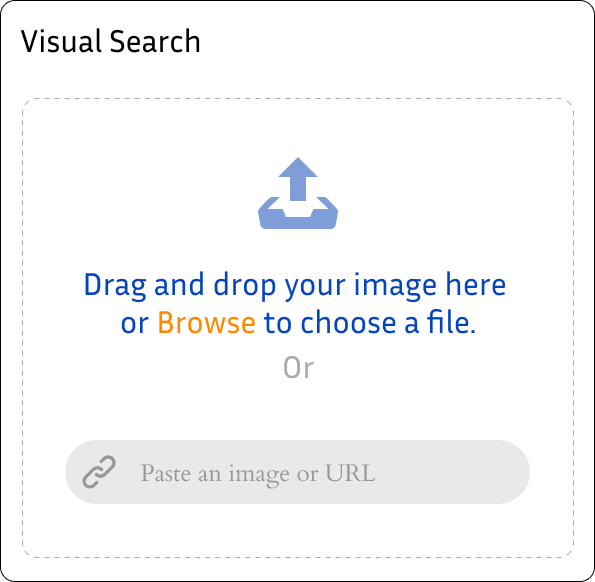 Visual Search
Drag and drop your image here
or Browse to choose a file.
Or
Paste an image or URL